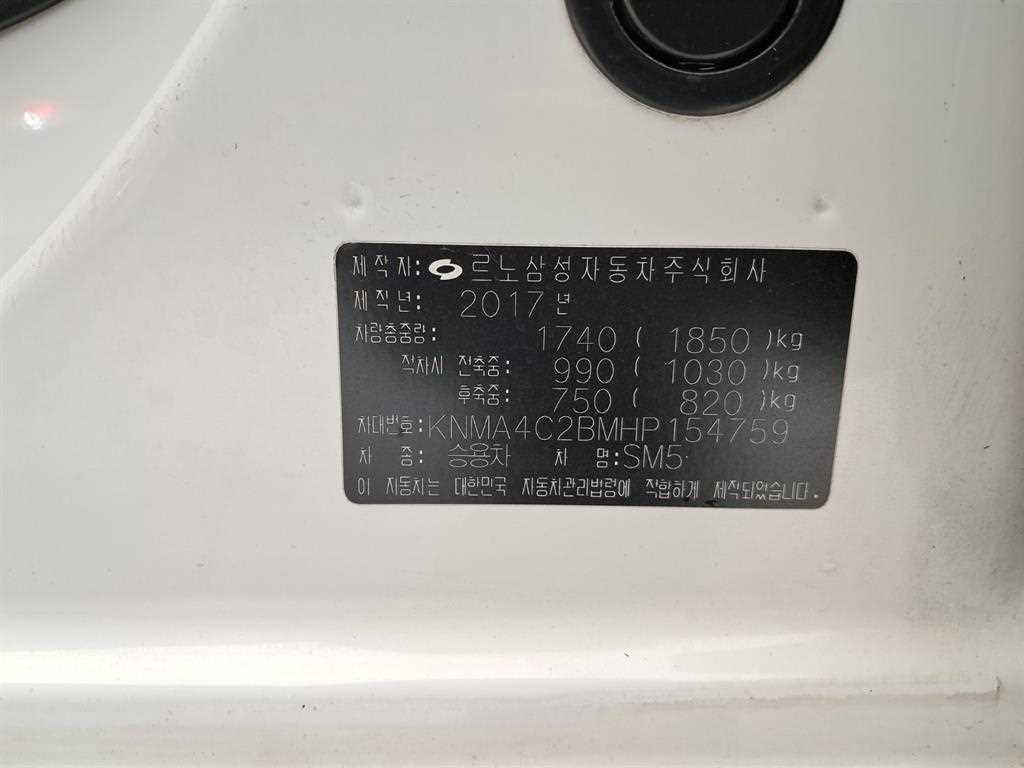 제작자: 르노삼성자동차주식회사
제작년: 2017년
차량총중량: 1740 ( 1850 )kg
적차시 전축중: 990 ( 1030 )kg
후축중: 750 ( 820 )kg
차대번호: KNMA4C2BMHP154759
차 종: 승용차 차 명: SM5
이 자동차는 대한민국 자동차관리법령에 적합하게 제작되었습니다.